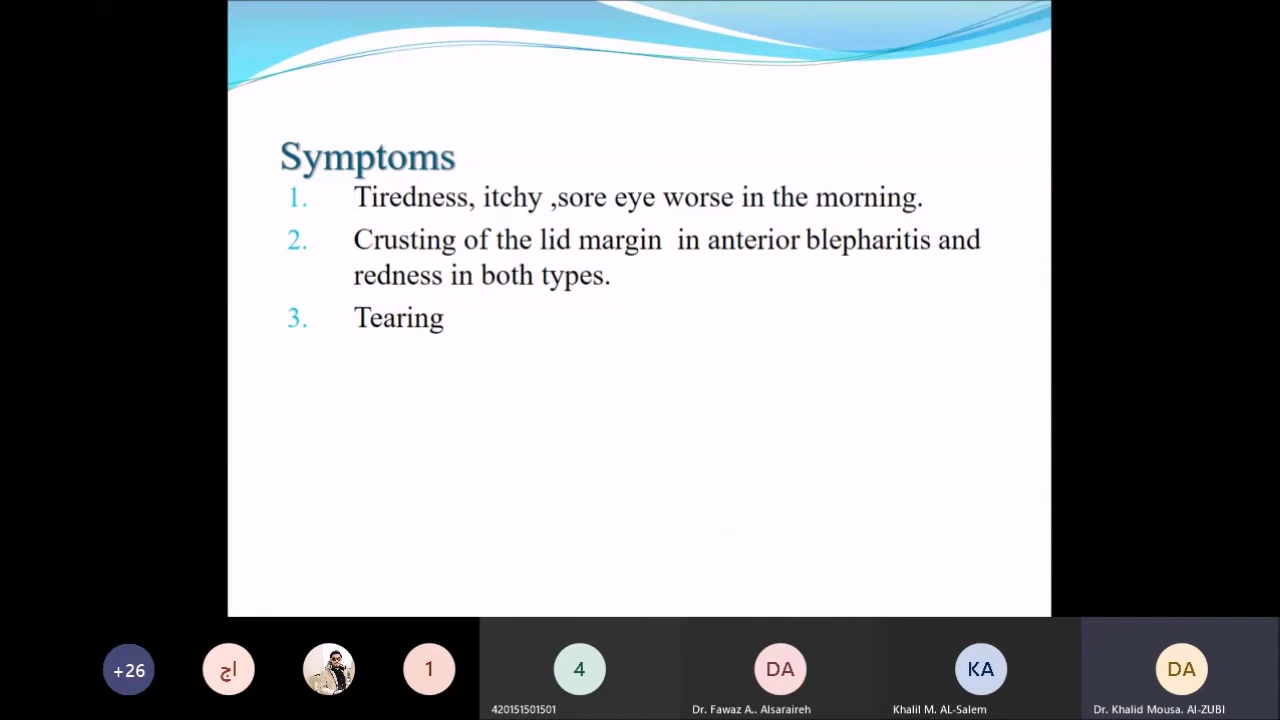 Symptoms
1. Tiredness, itchy ,sore eye worse in the morning.
2. Crusting of the lid margin  in anterior blepharitis and
redness in both types.
3. Tearing
+26
اج
1
4
DA
KA
DA
420151501501
Dr. Fawaz A.. Alsaraireh
Khalil M. AL-Salem
Dr. Khalid Mousa. Al-ZUBI